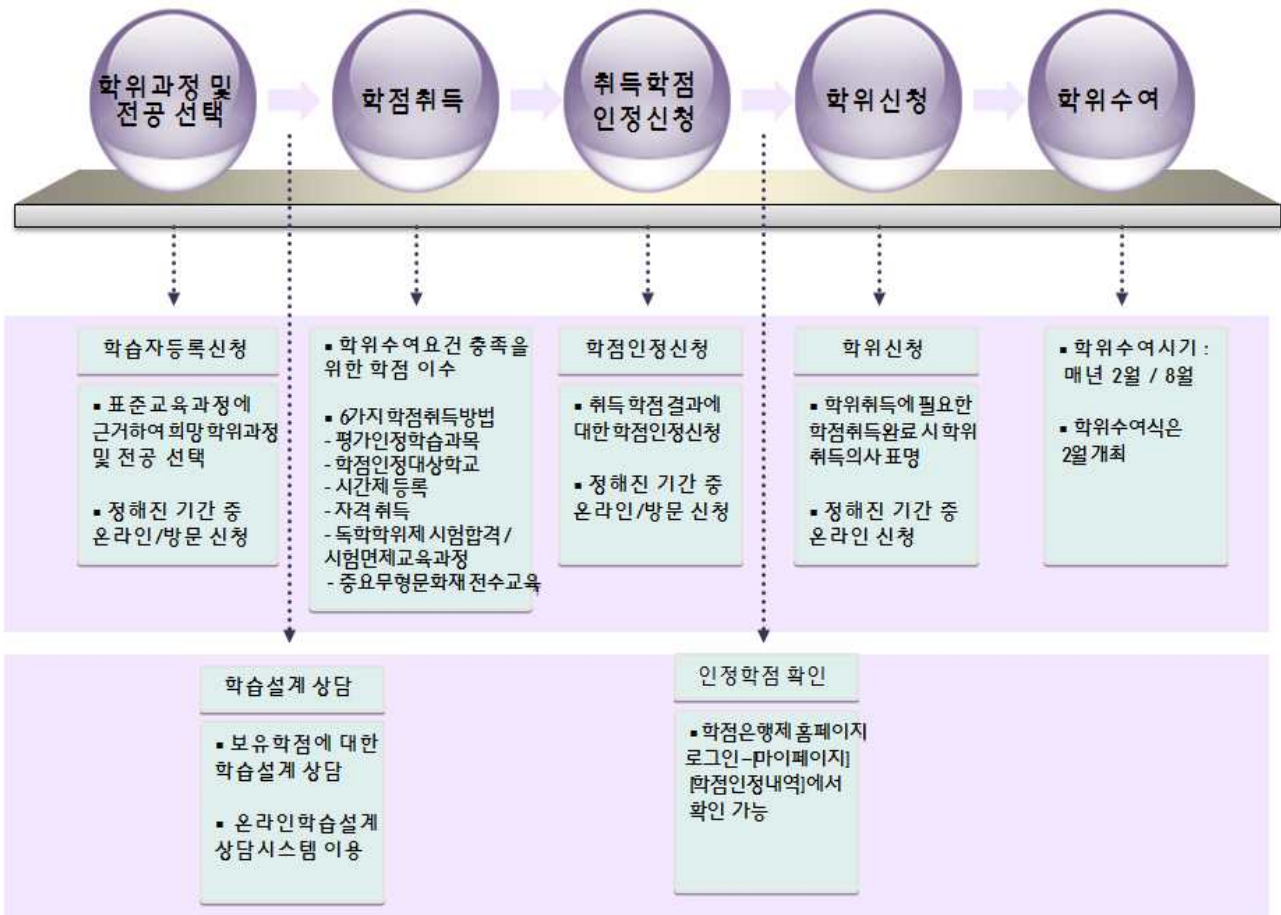 학위과정 및
전공 선택
학점취득
취득학점
인정신청
학위신청
학위수여
학습자등록신청
▪ 표준교육과정에
근거하여 희망 학위과정
및 전공 선택
▪ 정해진 기간 중
온라인/방문 신청
▪ 학위수여요건 충족을
위한 학점 이수
▪ 6가지 학점취득방법
- 평가인정학습과목
- 학점인정대상학교
- 시간제 등록
- 자격 취득
- 독학학위제 시험합격 /
시험면제교육과정
- 중요무형문화재 전수교육
학점인정신청
▪ 취득 학점 결과에
대한 학점인정신청
▪ 정해진 기간 중
온라인/방문 신청
학위신청
▪ 학위취득에 필요한
학점취득완료 시 학위
취득의사 표명
▪ 정해진 기간 중
온라인 신청
▪ 학위수여시기 :
매년 2월 / 8월
▪ 학위수여식은
2월 개최
학습설계 상담
▪ 보유학점에 대한
학습설계 상담
▪ 온라인학습설계
상담시스템 이용
인정학점 확인
▪ 학점은행제 홈페이지
로그인–[마이페이지]
[학점인정내역]에서
확인 가능